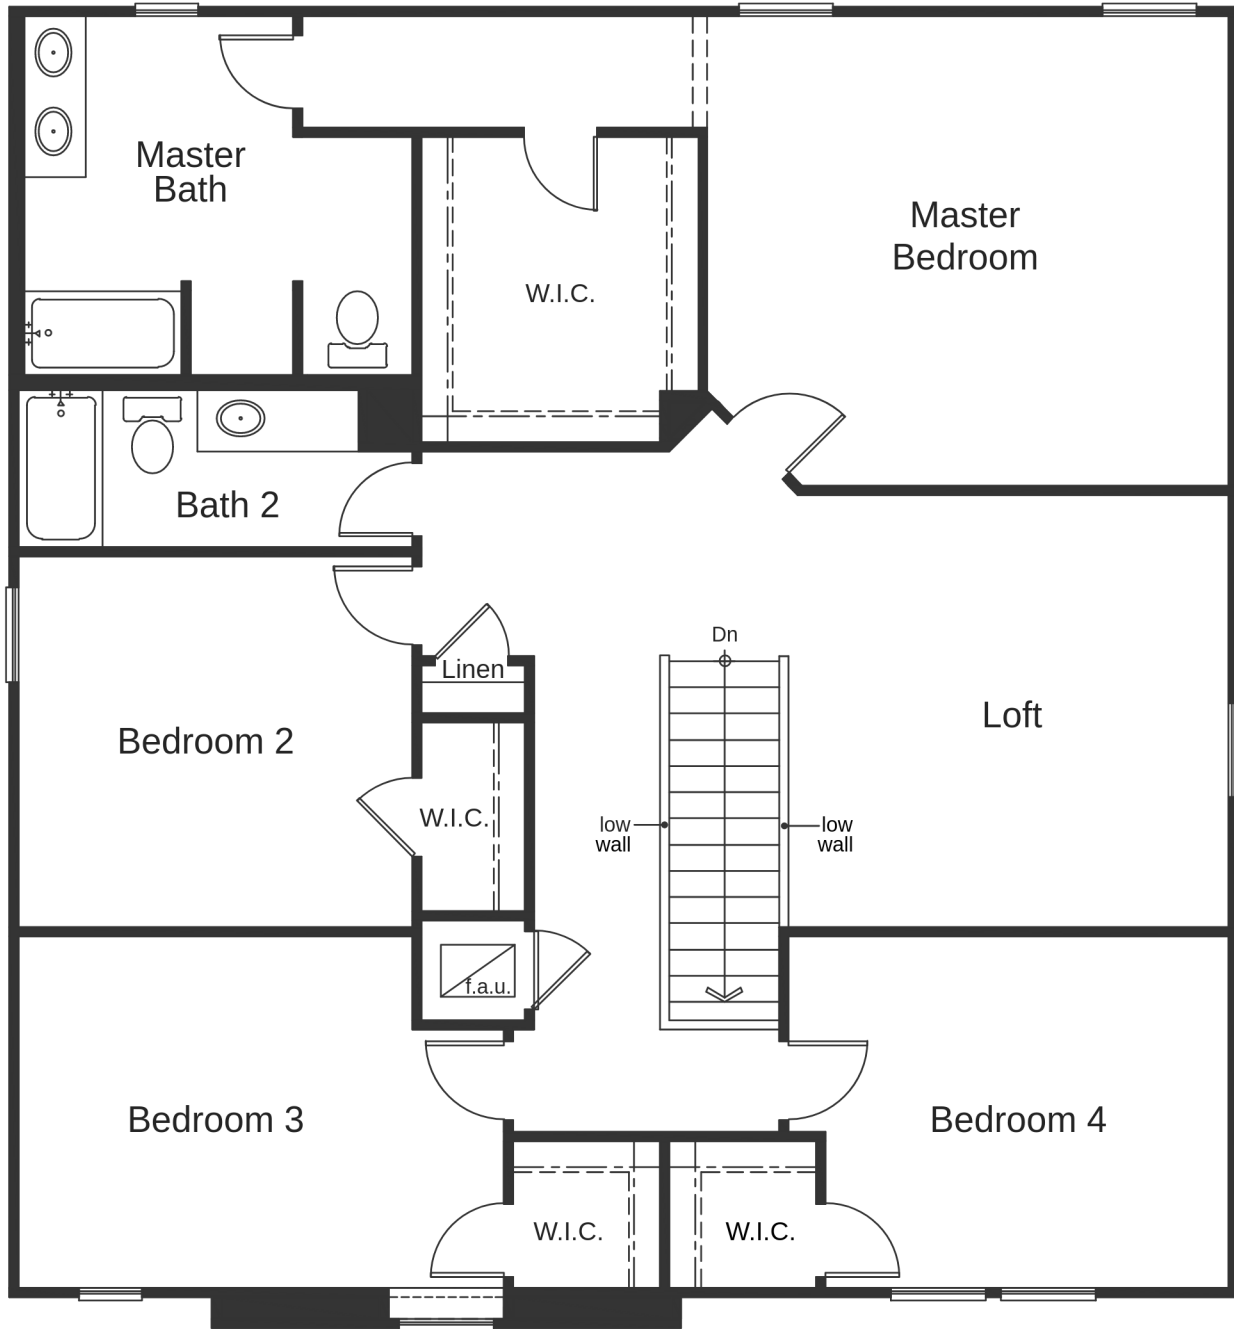 Master
Bath
Master
Bedroom
W.I.C.
Bath 2
Dn
Linen
Loft
Bedroom 2
W.I.C.
low
wall
low
wall
f.a.u.
Bedroom 3
Bedroom 4
W.I.C.
W.I.C.